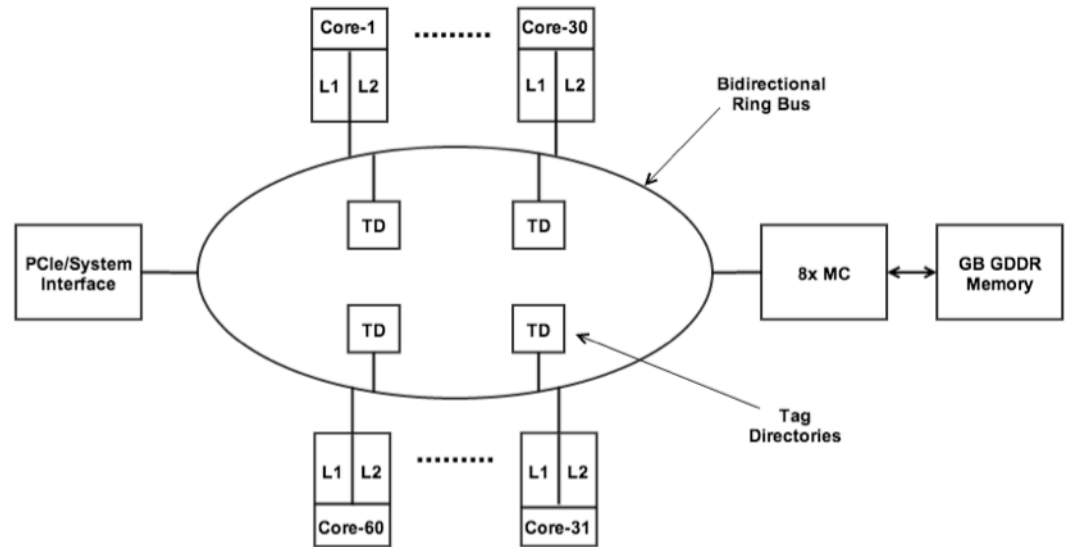 Core-1
Core-30
L1
L2
L1
L2
Bidirectional
Ring Bus
TD
TD
PCIe/System
Interface
8x MC
GB GDDR
Memory
TD
TD
Tag
Directories
L1
L2
L1
L2
Core-60
Core-31